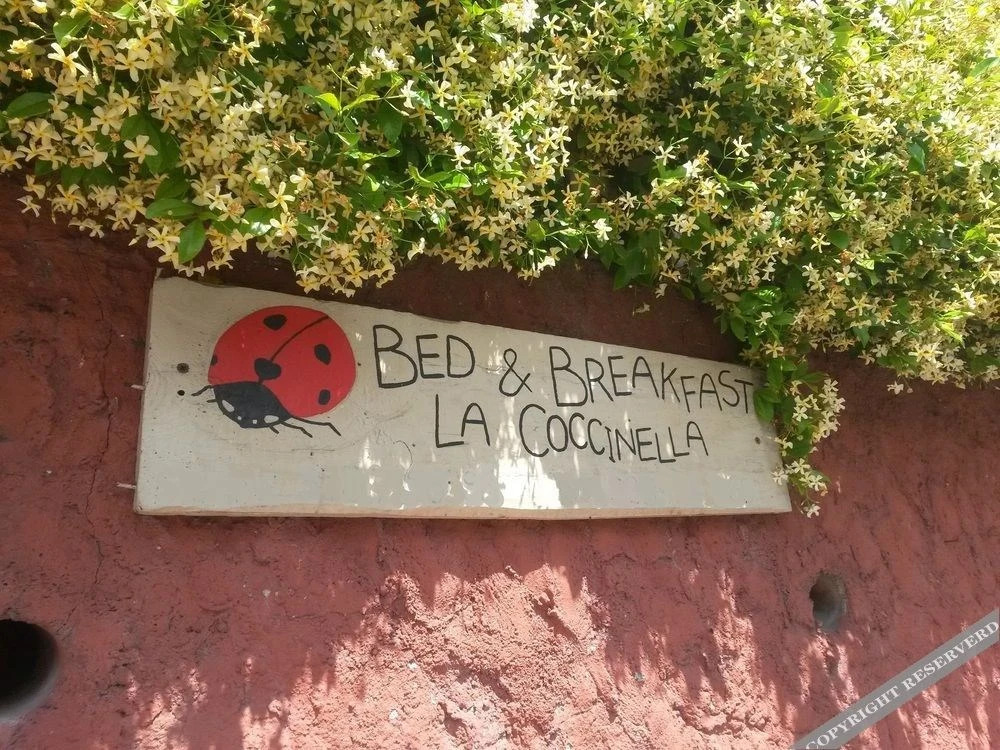 BED & BREAKFAST
LA COCCINELLA
COPYRIGHT RESERVERD